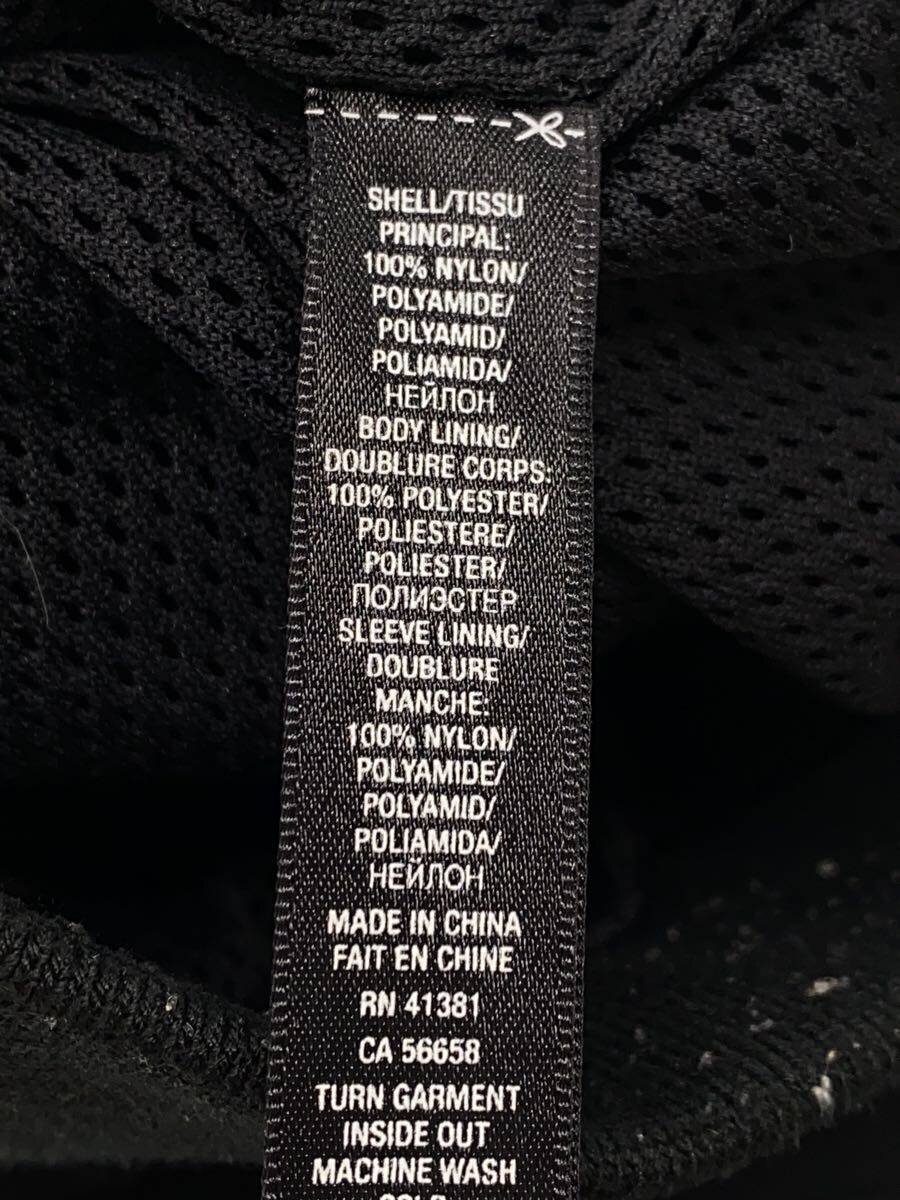 SHELL/TISSU
PRINCIPAL:
100% NYLON/
POLYAMIDE/
POLYAMID/
POLIAMIDA/
НЕЙЛОН
BODY LINING/
DOUBLURE CORPS:
100% POLYESTER/
POLIESTERE/
POLIESTER/
ПОЛИЭСТЕР
SLEEVE LINING/
DOUBLURE
MANCHE:
100% NYLON/
POLYAMIDE/
POLYAMID/
POLIAMIDA/
НЕЙЛОН
MADE IN CHINA
FAIT EN CHINE
RN 41381
CA 56658
TURN GARMENT
INSIDE OUT
MACHINE WASH